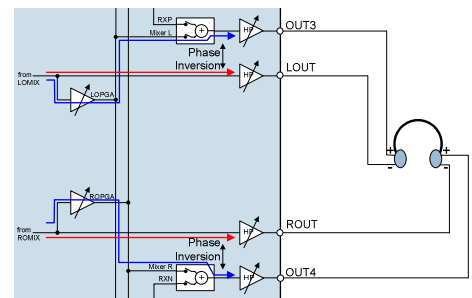 RXP
Mixer L
HP
OUT3
Phase
Inversion
from
LOMIX
HP
LOUT
LOPGA
+
+
-
-
ROPGA
from
ROMIX
HP
ROUT
Phase
Inversion
Mixer R
RXN
HP
OUT4